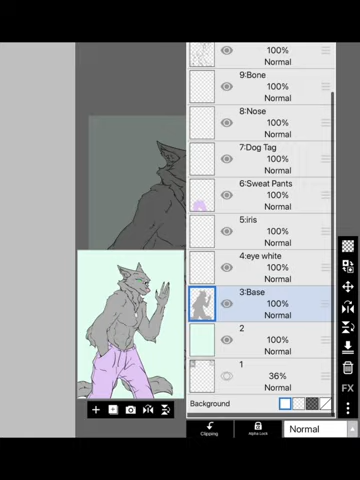 100%
Normal
9:Bone
100%
Normal
8:Nose
100%
Normal
7:Dog Tag
100%
Normal
6:Sweat Pants
100%
Normal
5:iris
100%
Normal
4:eye white
100%
Normal
3:Base
100%
Normal
2
100%
Normal
1
36%
Normal
Background
FX
Clipping
Alpha Lock
Normal